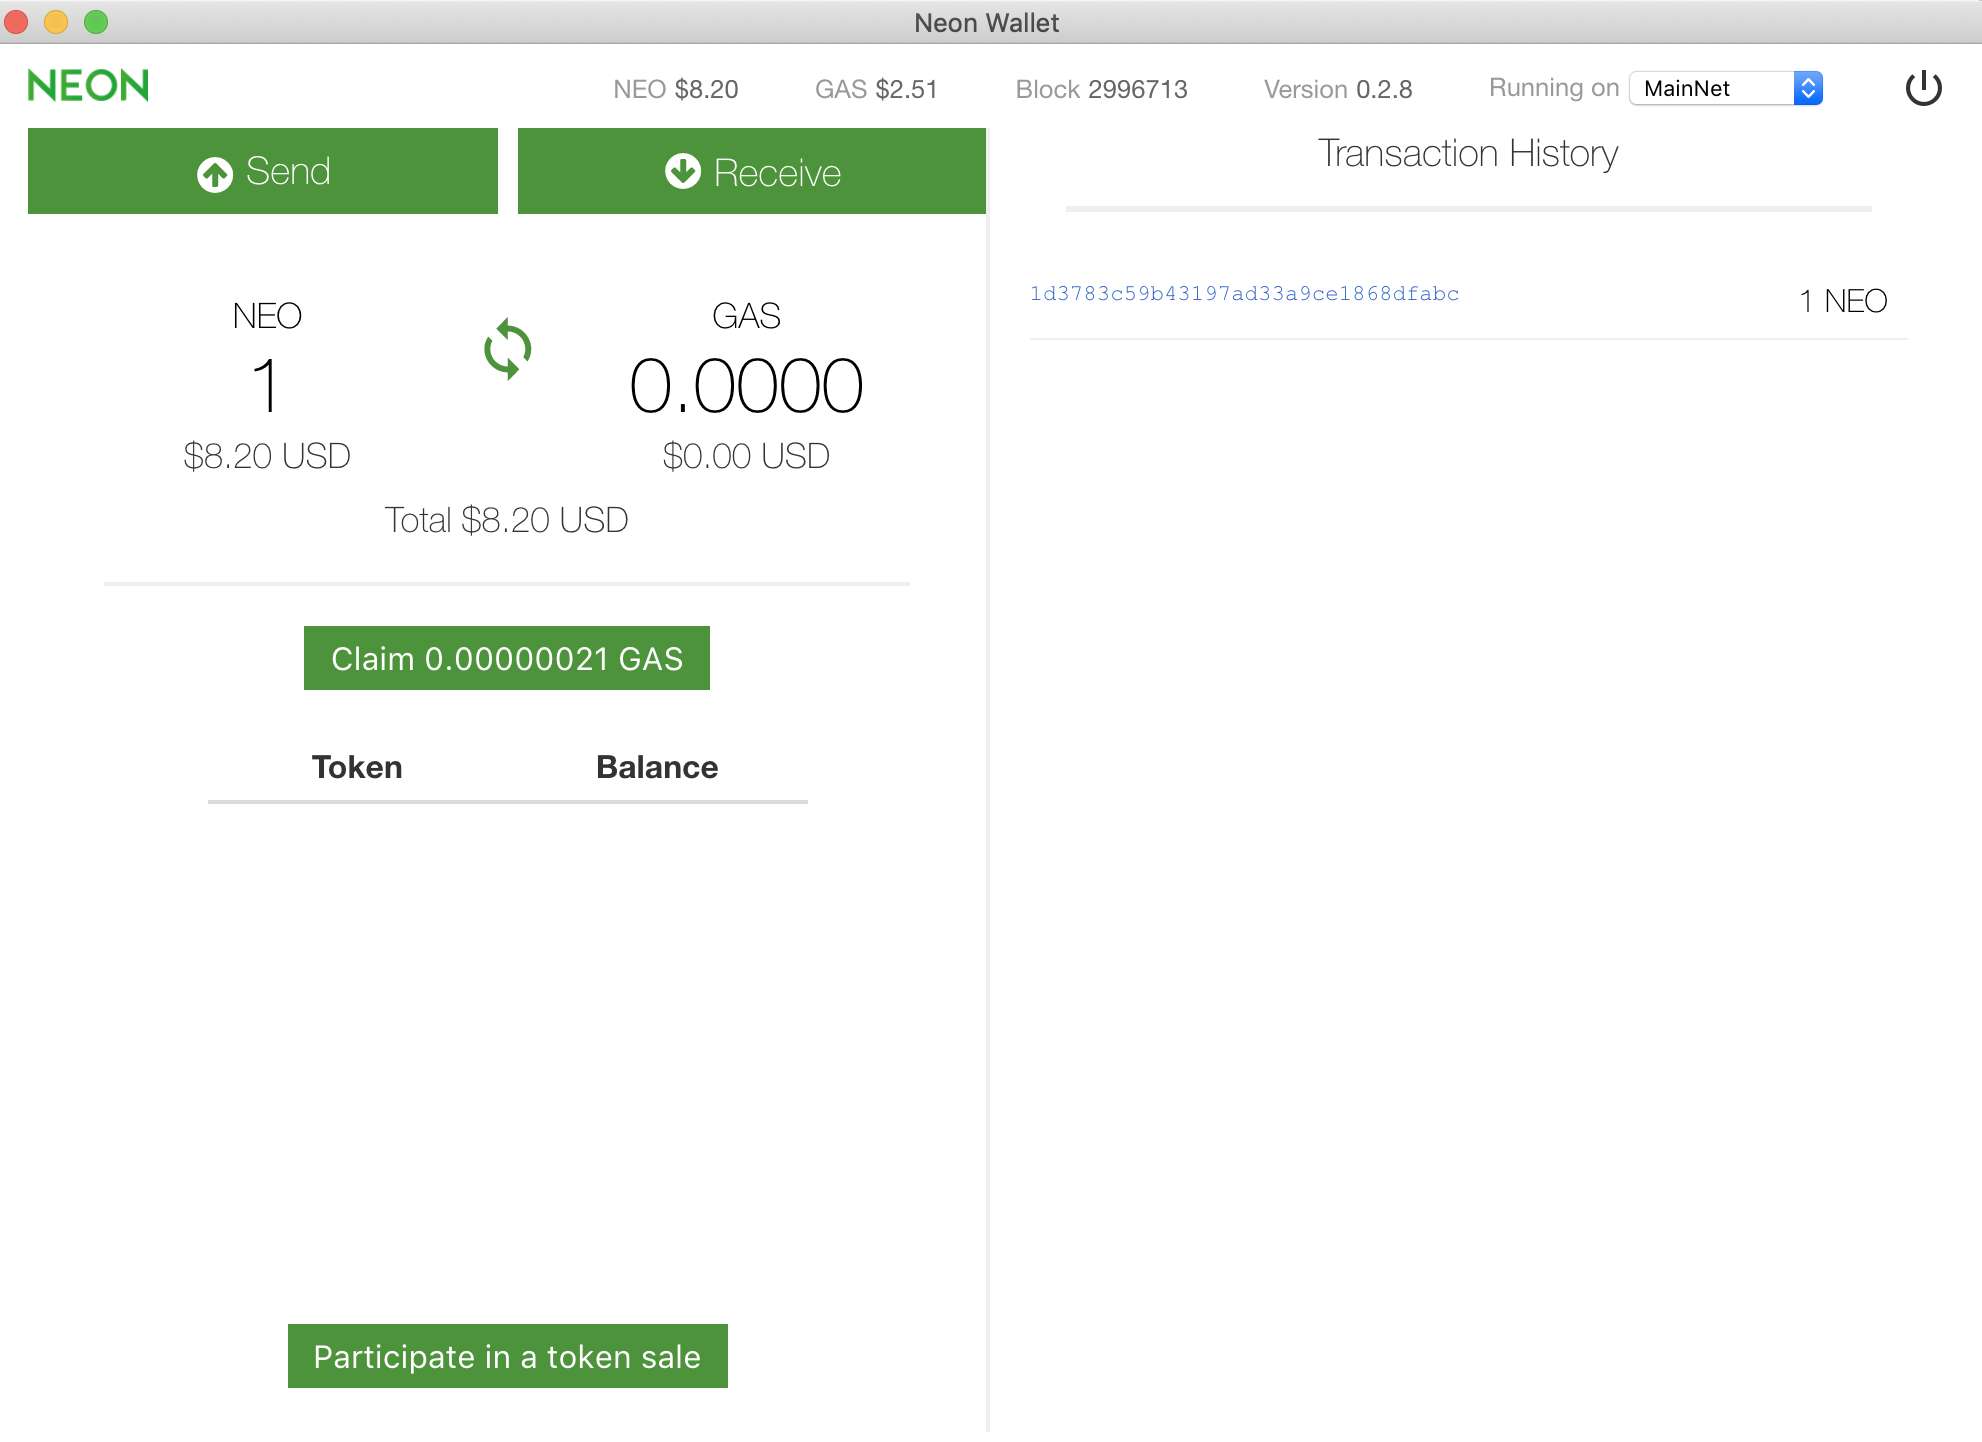 Neon Wallet
NEON
NEO $8.20
GAS $2.51
Block 2996713
Version 0.2.8
Running on MainNet
Send
Receive
NEO
1
$8.20 USD
GAS
0.0000
$0.00 USD
Total $8.20 USD
Claim 0.00000021 GAS
Token Balance
Participate in a token sale
Transaction History
1d3783c59b43197ad33a9ce1868dfabc 1 NEO